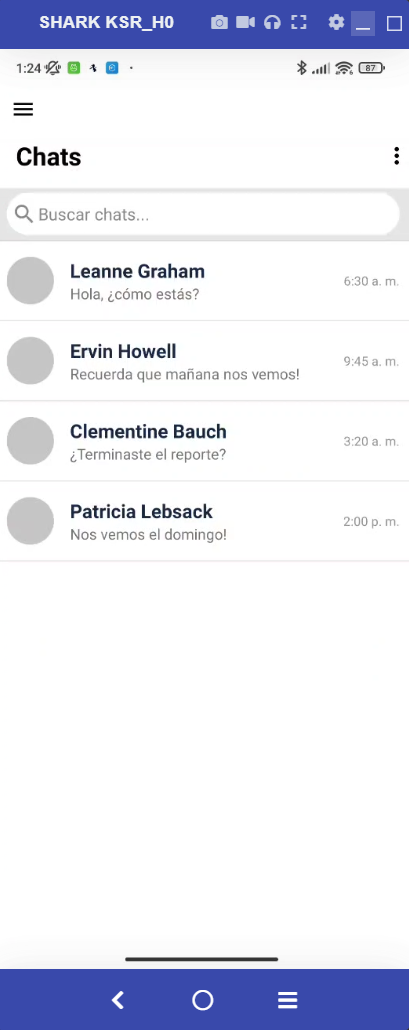 SHARK KSR_H0
1:24
87
Chats
Buscar chats...
Leanne Graham
6:30 a. m.
Hola, ¿cómo estás?
Ervin Howell
9:45 a. m.
Recuerda que mañana nos vemos!
Clementine Bauch
3:20 a. m.
¿Terminaste el reporte?
Patricia Lebsack
2:00 p. m.
Nos vemos el domingo!